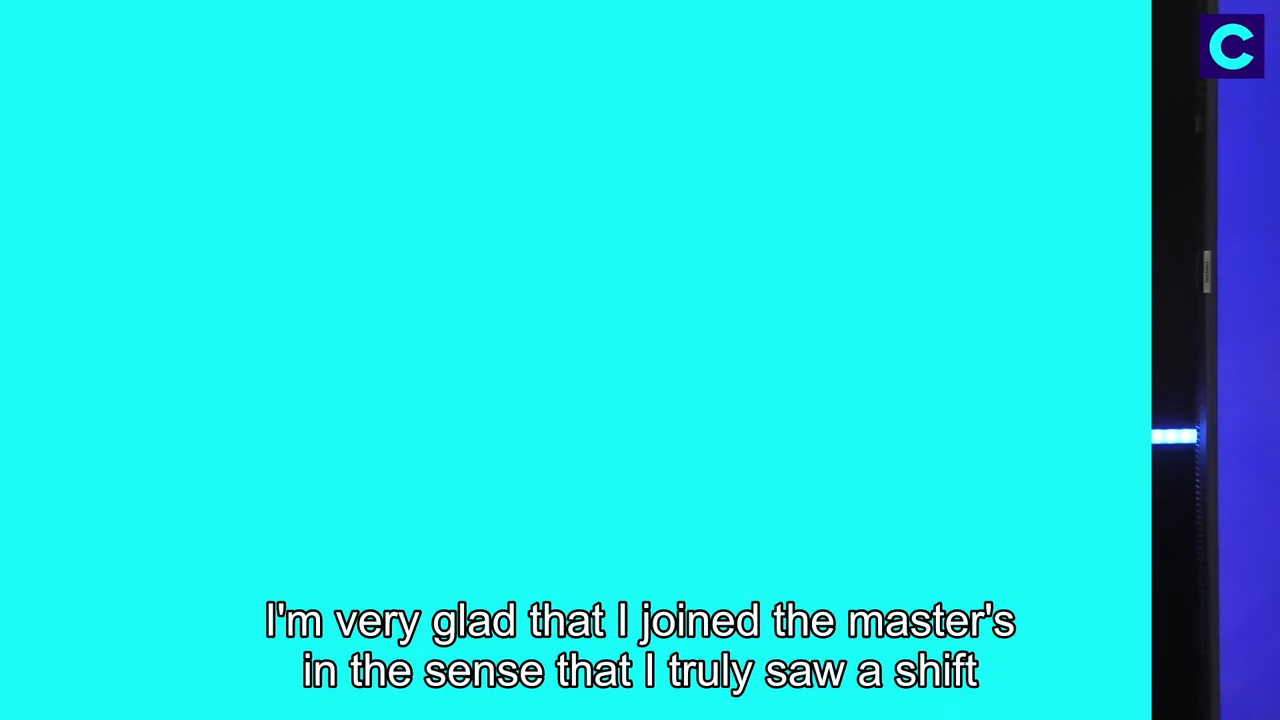 C
I'm very glad that I joined the master's
in the sense that I truly saw a shift